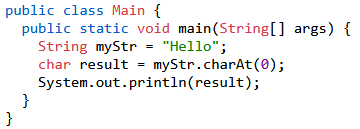 public class Main {
  public static void main(String[] args) {
    String myStr = "Hello";
    char result = myStr.charAt(0);
    System.out.println(result);
  }
}